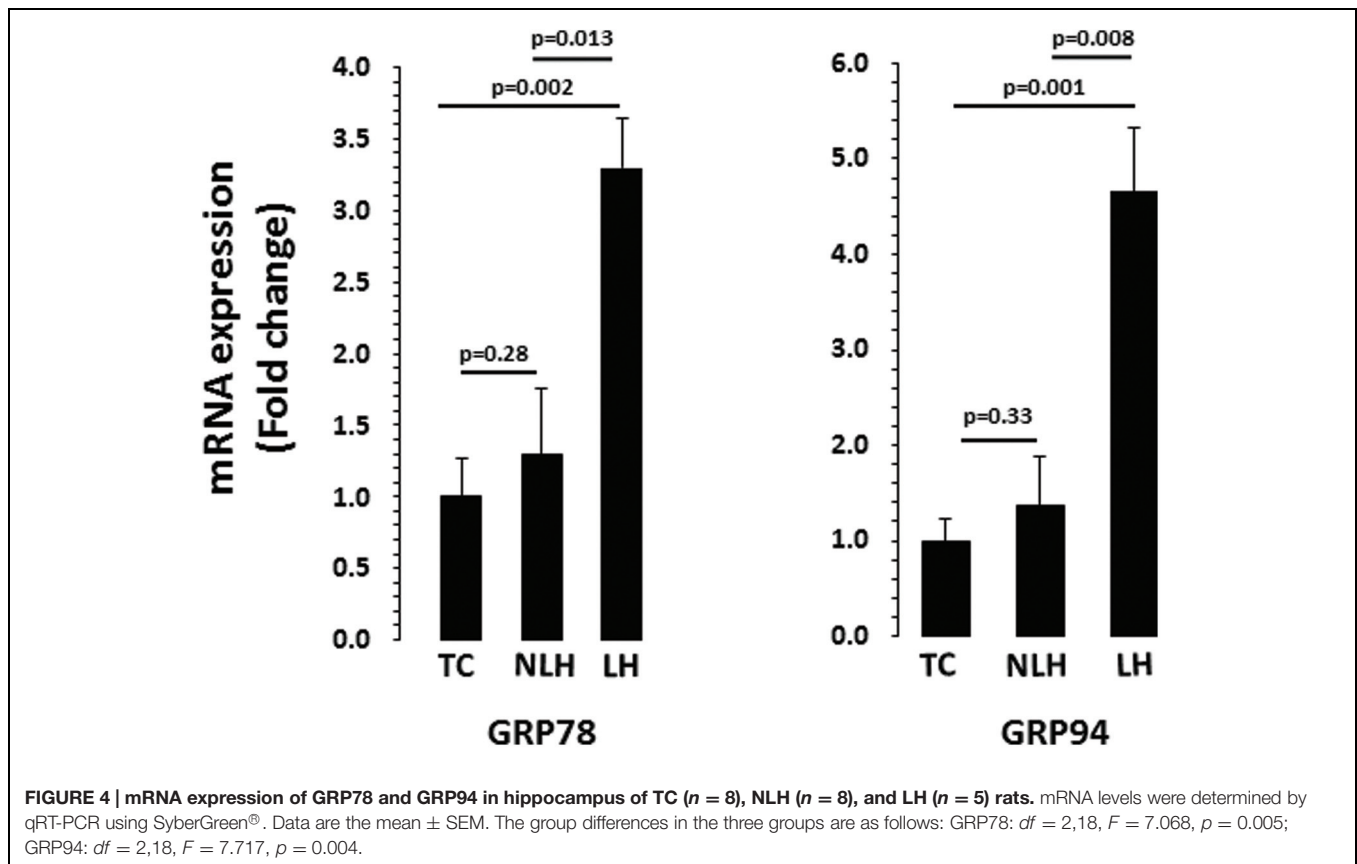 p=0.013
4.0
p=0.002
3.5
3.0
2.5
2.0
p=0.28
1.5
1.0
0.5
0.0
mRNA expression
(Fold change)
TC NLH LH
GRP78
p=0.008
6.0
p=0.001
5.0
4.0
3.0
2.0
p=0.33
1.0
0.0
TC NLH LH
GRP94
FIGURE 4 | mRNA expression of GRP78 and GRP94 in hippocampus of TC (n = 8), NLH (n = 8), and LH (n = 5) rats. mRNA levels were determined by
qRT-PCR using SyberGreen®. Data are the mean ± SEM. The group differences in the three groups are as follows: GRP78: df = 2,18, F = 7.068, p = 0.005;
GRP94: df = 2,18, F = 7.717, p = 0.004.